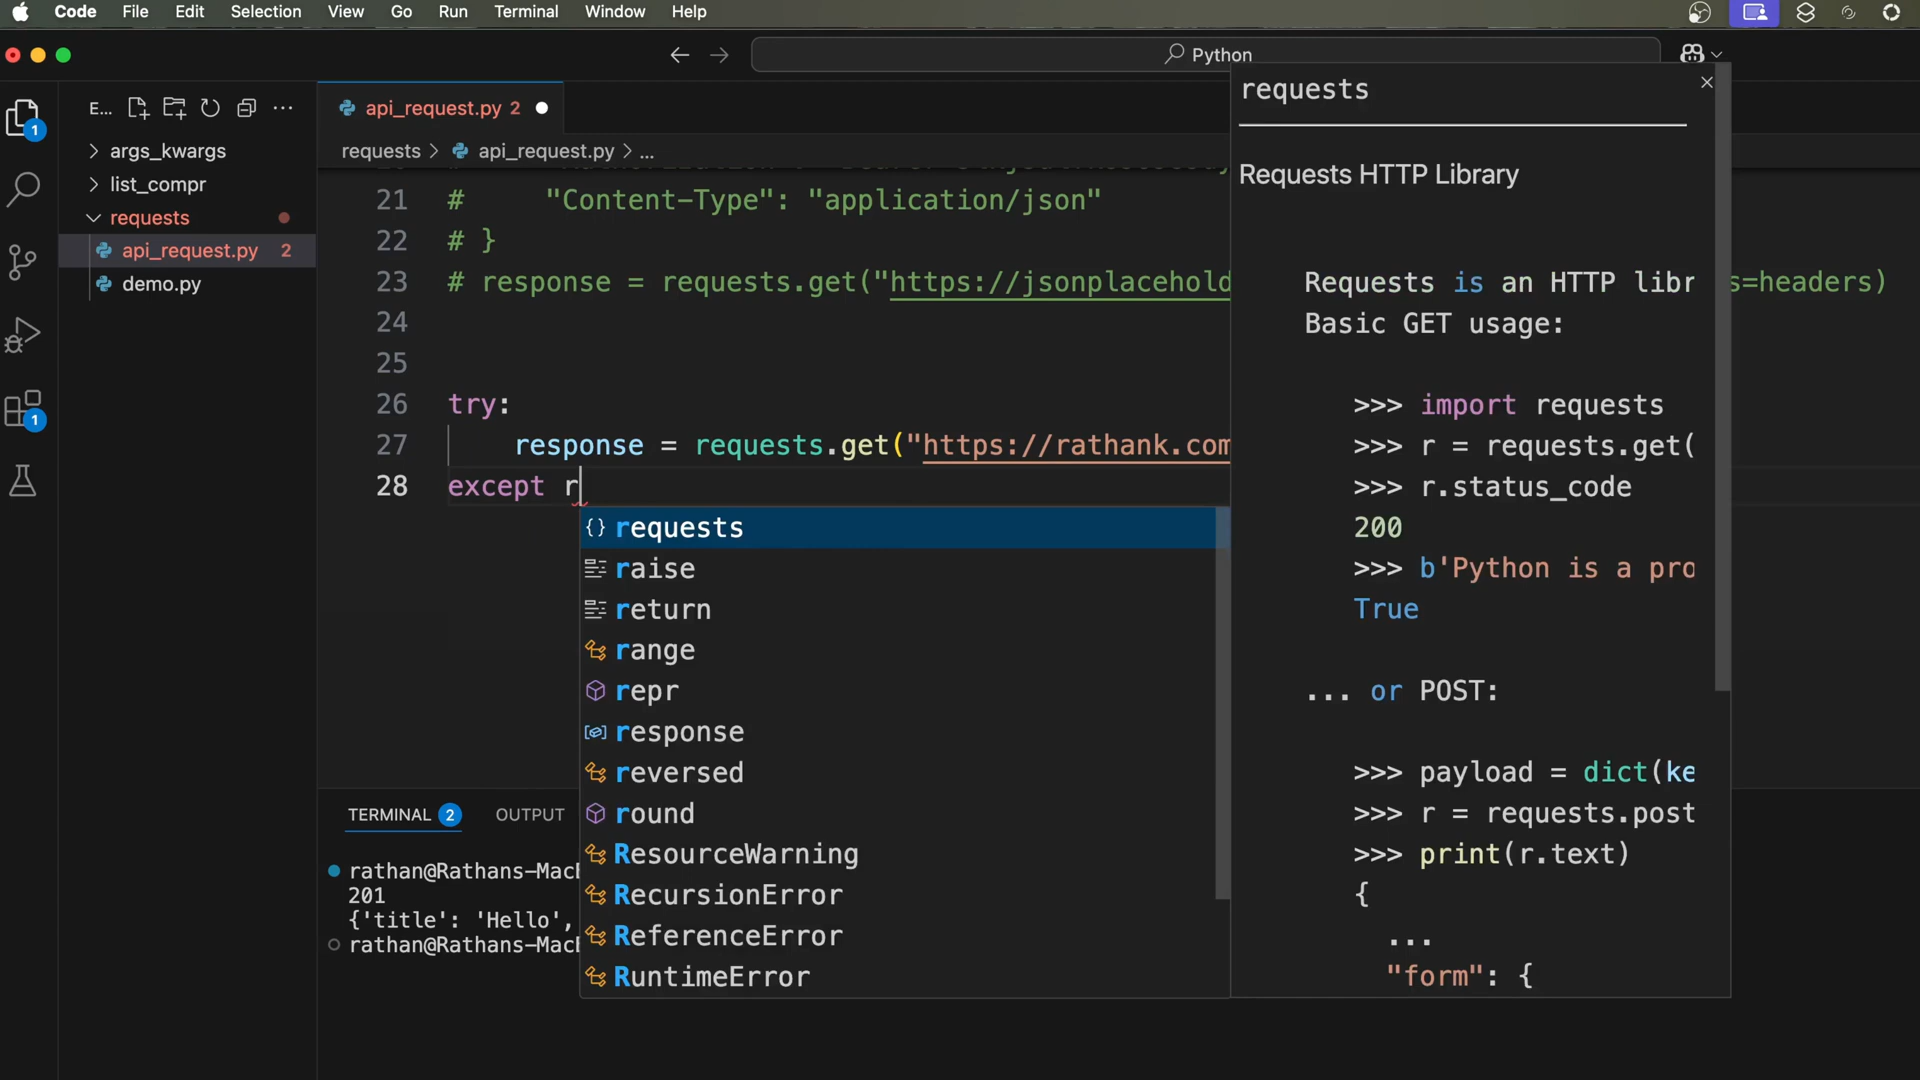 Code File Edit Selection View Go Run Terminal Window Help
Python
E... 
api_request.py 2
requests > api_request.py > ...
args_kwargs
list_compr
requests
api_request.py 2
demo.py
1
1
21 # "Content-Type": "application/json"
22 # }
23 # response = requests.get("https://jsonplacehold
s=headers)
24
25
26 try:
27 response = requests.get("https://rathank.com
28 except r
requests
raise
return
range
repr
response
reversed
round
ResourceWarning
RecursionError
ReferenceError
RuntimeError
requests
Requests HTTP Library
Requests is an HTTP libr
Basic GET usage:
>>> import requests
>>> r = requests.get(
>>> r.status_code
200
>>> b'Python is a pro
True
... or POST:
>>> payload = dict(ke
>>> r = requests.post
>>> print(r.text)
{
...
"form": {
TERMINAL 2 OUTPUT
rathan@Rathans-Mac
201
{'title': 'Hello',
rathan@Rathans-Mac